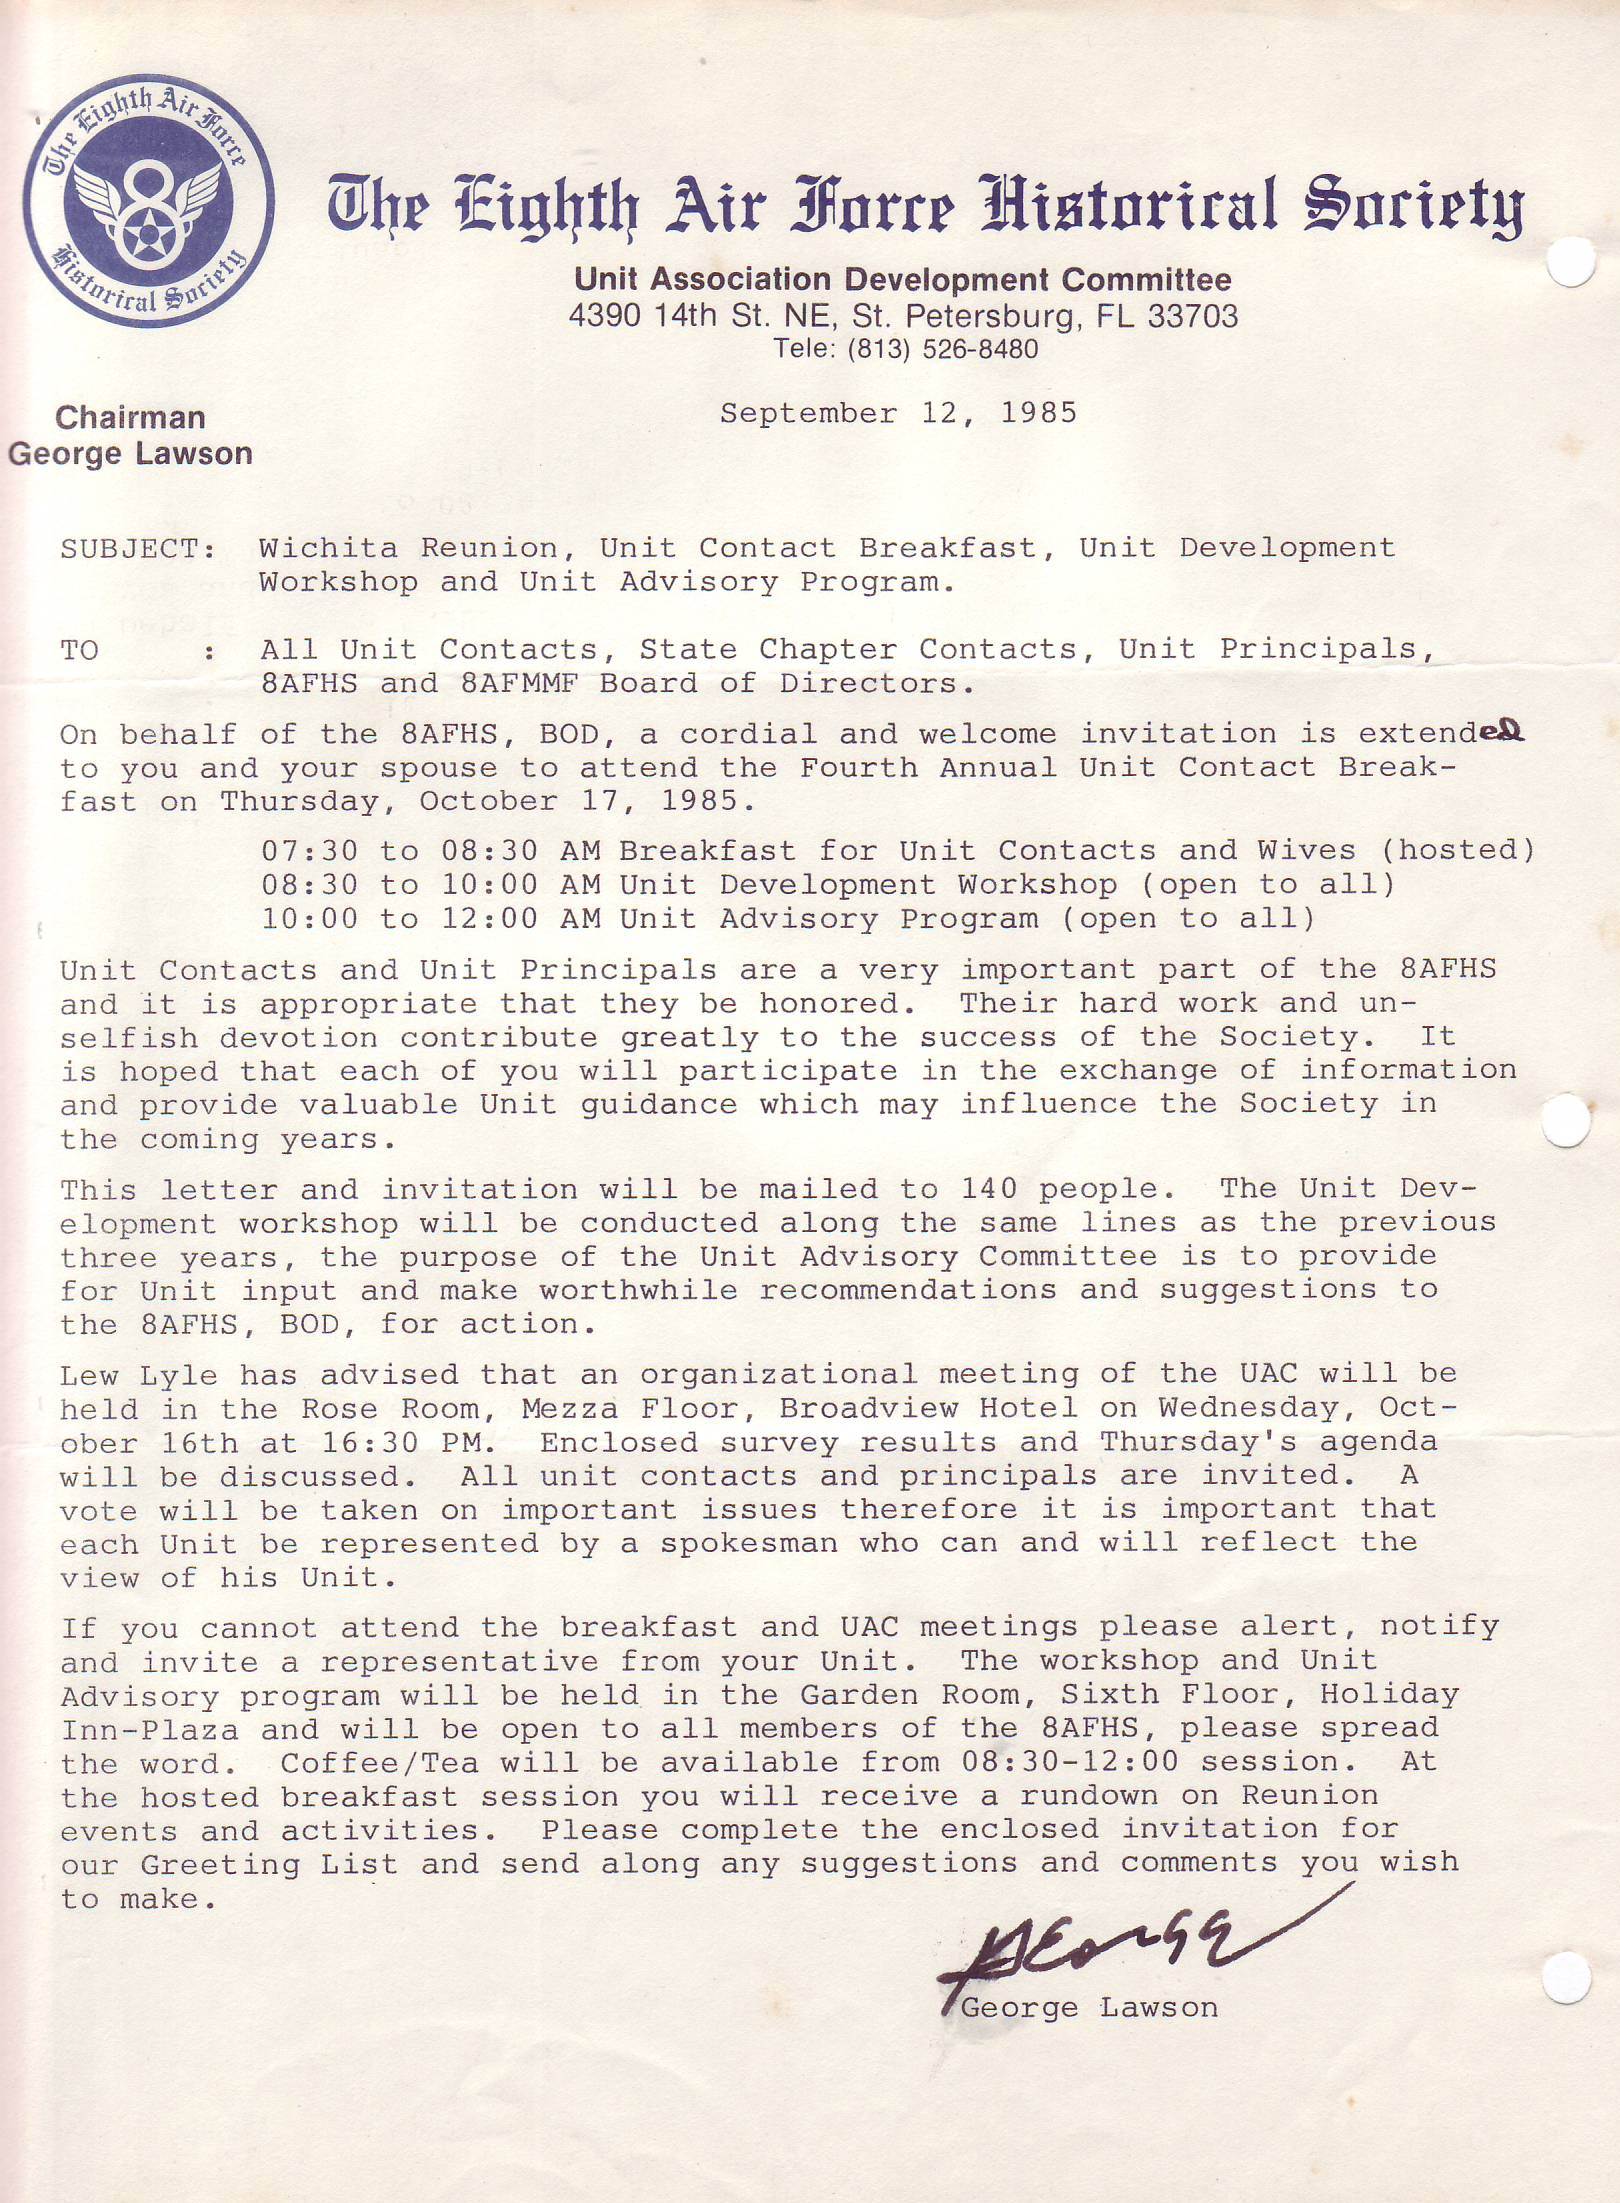 The Eighth Air Force
Historical Society
The Eighth Air Force Historical Society
Unit Association Development Committee
4390 14th St. NE, St. Petersburg, FL 33703
Tele: (813) 526-8480
Chairman
George Lawson
September 12, 1985
SUBJECT: Wichita Reunion, Unit Contact Breakfast, Unit Development
Workshop and Unit Advisory Program.
TO : All Unit Contacts, State Chapter Contacts, Unit Principals,
8AFHS and 8AFMMF Board of Directors.
On behalf of the 8AFHS, BOD, a cordial and welcome invitation is extended
to you and your spouse to attend the Fourth Annual Unit Contact Break-
fast on Thursday, October 17, 1985.
07:30 to 08:30 AM Breakfast for Unit Contacts and Wives (hosted)
08:30 to 10:00 AM Unit Development Workshop (open to all)
10:00 to 12:00 AM Unit Advisory Program (open to all)
Unit Contacts and Unit Principals are a very important part of the 8AFHS
and it is appropriate that they be honored. Their hard work and un-
selfish devotion contribute greatly to the success of the Society. It
is hoped that each of you will participate in the exchange of information
and provide valuable Unit guidance which may influence the Society in
the coming years.
This letter and invitation will be mailed to 140 people. The Unit Dev-
elopment workshop will be conducted along the same lines as the previous
three years, the purpose of the Unit Advisory Committee is to provide
for Unit input and make worthwhile recommendations and suggestions to
the 8AFHS, BOD, for action.
Lew Lyle has advised that an organizational meeting of the UAC will be
held in the Rose Room, Mezza Floor, Broadview Hotel on Wednesday, Oct-
ober 16th at 16:30 PM. Enclosed survey results and Thursday's agenda
will be discussed. All unit contacts and principals are invited. A
vote will be taken on important issues therefore it is important that
each Unit be represented by a spokesman who can and will reflect the
view of his Unit.
If you cannot attend the breakfast and UAC meetings please alert, notify
and invite a representative from your Unit. The workshop and Unit
Advisory program will be held in the Garden Room, Sixth Floor, Holiday
Inn-Plaza and will be open to all members of the 8AFHS, please spread
the word. Coffee/Tea will be available from 08:30-12:00 session. At
the hosted breakfast session you will receive a rundown on Reunion
events and activities. Please complete the enclosed invitation for
our Greeting List and send along any suggestions and comments you wish
to make.
George
George Lawson